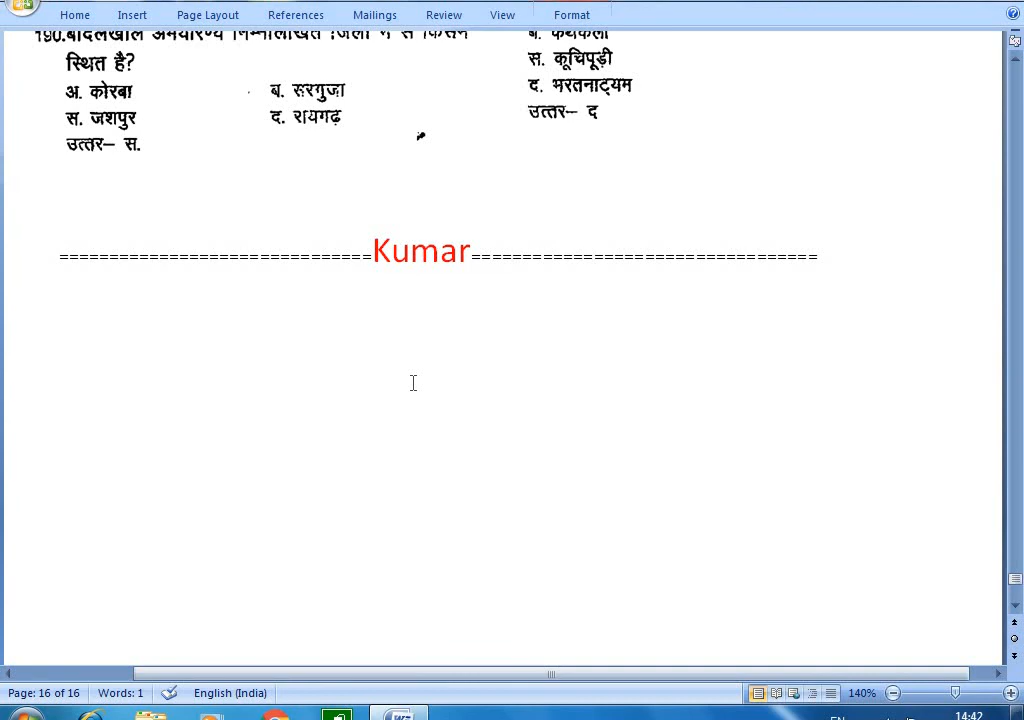 Home Insert Page Layout References Mailings Review View Format
190.बादलखोल अभयारण्य निम्नलिखित जिलों में से किसमें
स्थित है?
अ. कोरबा ब. सरगुजा
स. जशपुर द. रायगढ़
उत्तर– स.
ब. कथकली
स. कूचिपूड़ी
द. भरतनाट्यम
उत्तर– द
===============================Kumar==================================
Page: 16 of 16 Words: 1 English (India) 140%
14:42